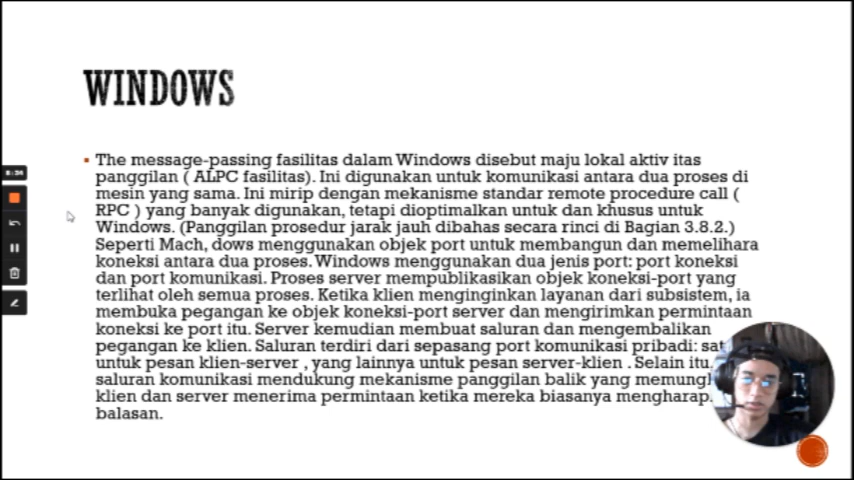 WINDOWS
The message-passing fasilitas dalam Windows disebut maju lokal aktiv itas
panggilan ( ALPC fasilitas). Ini digunakan untuk komunikasi antara dua proses di
mesin yang sama. Ini mirip dengan mekanisme standar remote procedure call (
RPC ) yang banyak digunakan, tetapi dioptimalkan untuk dan khusus untuk
Windows. (Panggilan prosedur jarak jauh dibahas secara rinci di Bagian 3.8.2.)
Seperti Mach, dows menggunakan objek port untuk membangun dan memelihara
koneksi antara dua proses. Windows menggunakan dua jenis port: port koneksi
dan port komunikasi. Proses server mempublikasikan objek koneksi-port yang
terlihat oleh semua proses. Ketika klien menginginkan layanan dari subsistem, ia
membuka pegangan ke objek koneksi-port server dan mengirimkan permintaan
koneksi ke port itu. Server kemudian membuat saluran dan mengembalikan
pegangan ke klien. Saluran terdiri dari sepasang port komunikasi pribadi:
untuk pesan klien-server , yang lainnya untuk pesan server-klien . Selain itu,
saluran komunikasi mendukung mekanisme panggilan balik yang
klien dan server menerima permintaan ketika mereka biasanya
balasan.